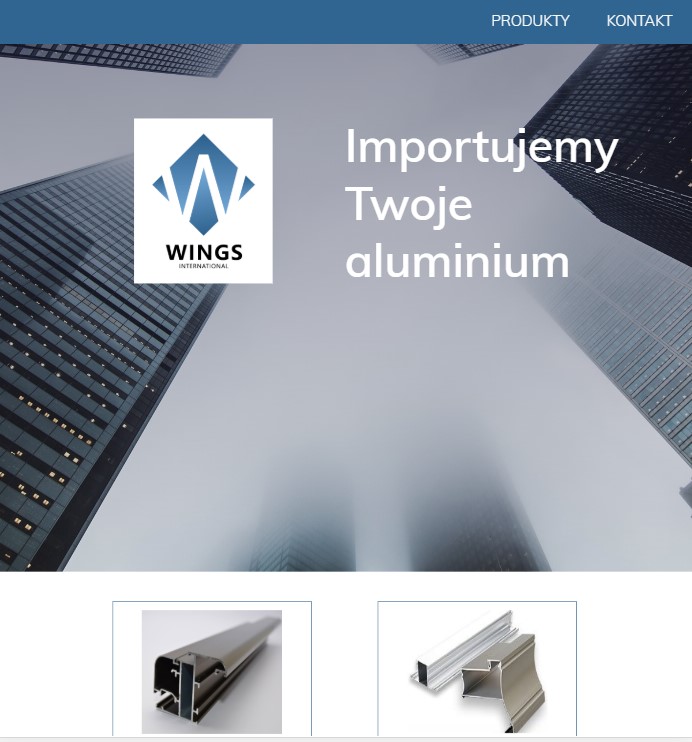 PRODUKTY KONTAKT
Importujemy
Twoje
aluminium
WINGS
INTERNATIONAL